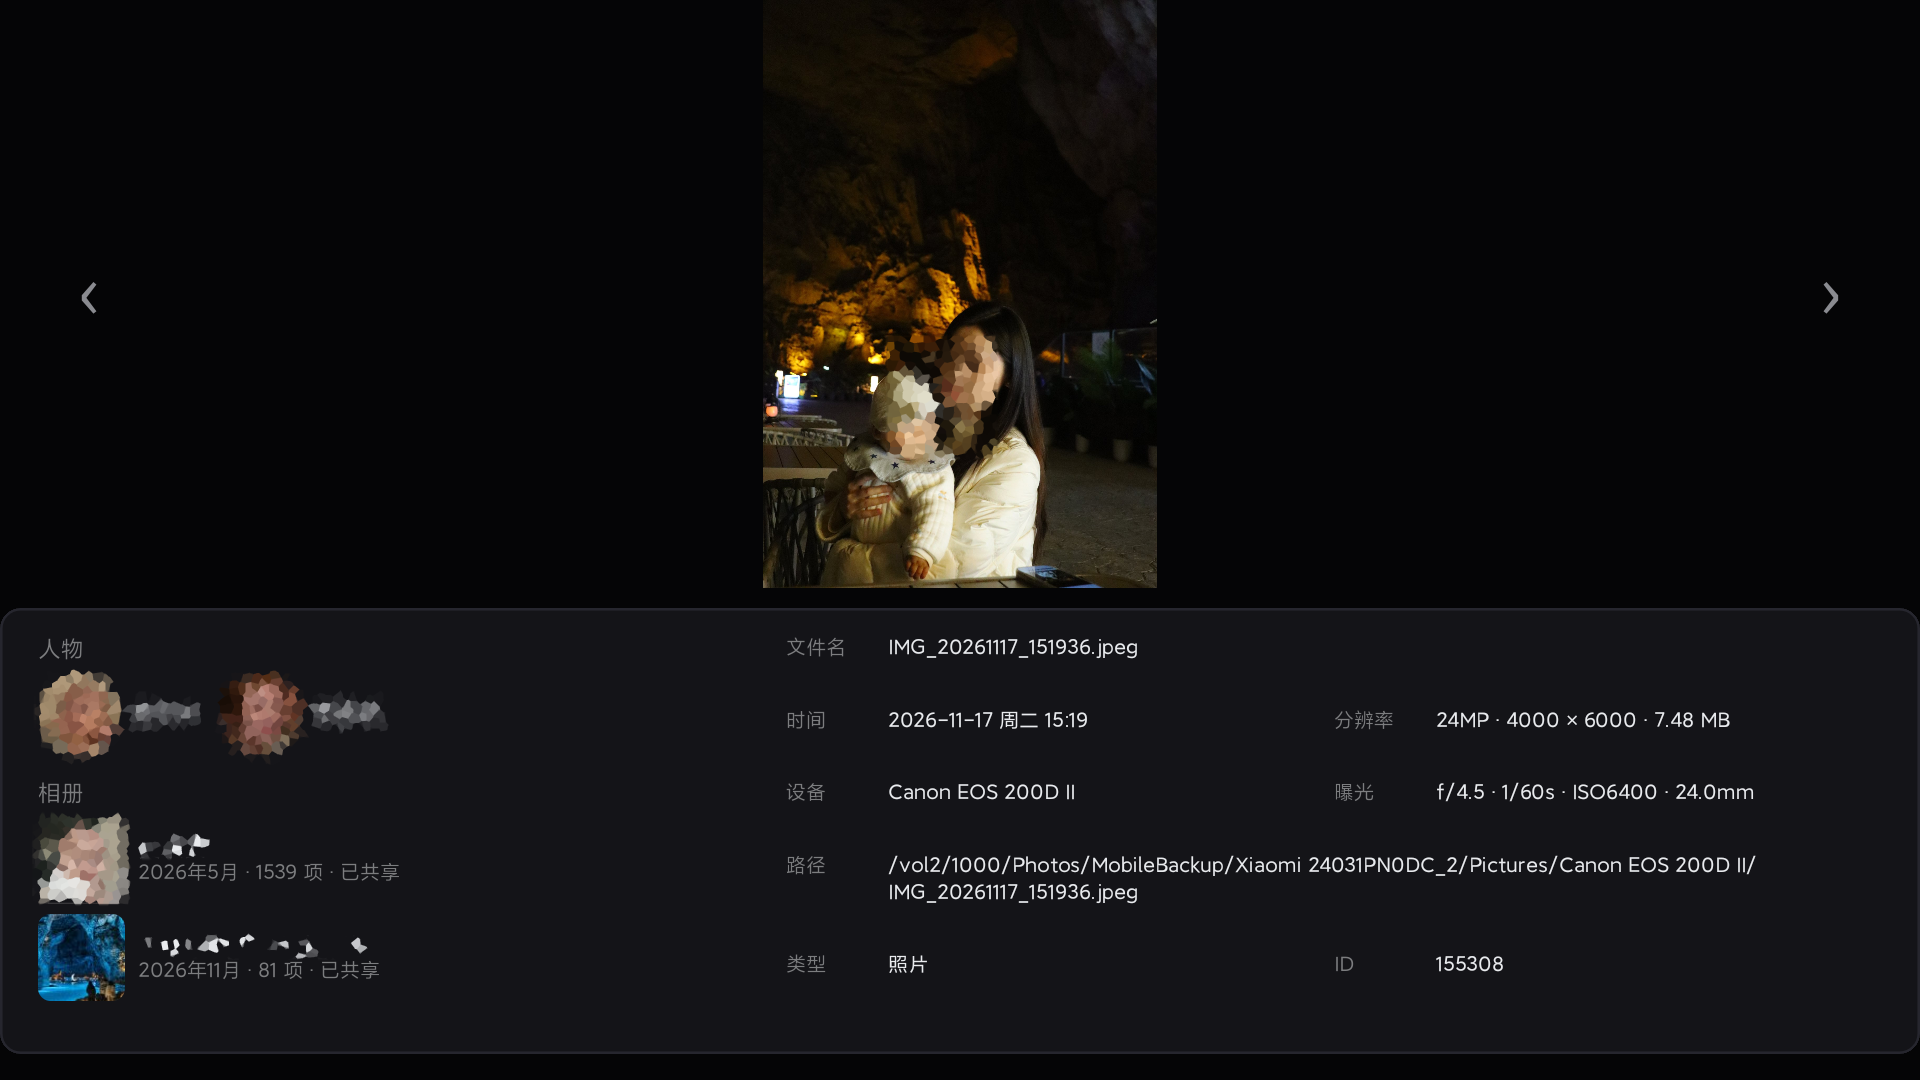 人物
相册
2026年5月 · 1539 项 · 已共享
2026年11月 · 81 项 · 已共享
文件名 IMG_20261117_151936.jpeg
时间 2026-11-17 周二 15:19 分辨率 24MP · 4000 × 6000 · 7.48 MB
设备 Canon EOS 200D II 曝光 f/4.5 · 1/60s · ISO6400 · 24.0mm
路径 /vol2/1000/Photos/MobileBackup/Xiaomi 24031PN0DC_2/Pictures/Canon EOS 200D II/
IMG_20261117_151936.jpeg
类型 照片 ID 155308